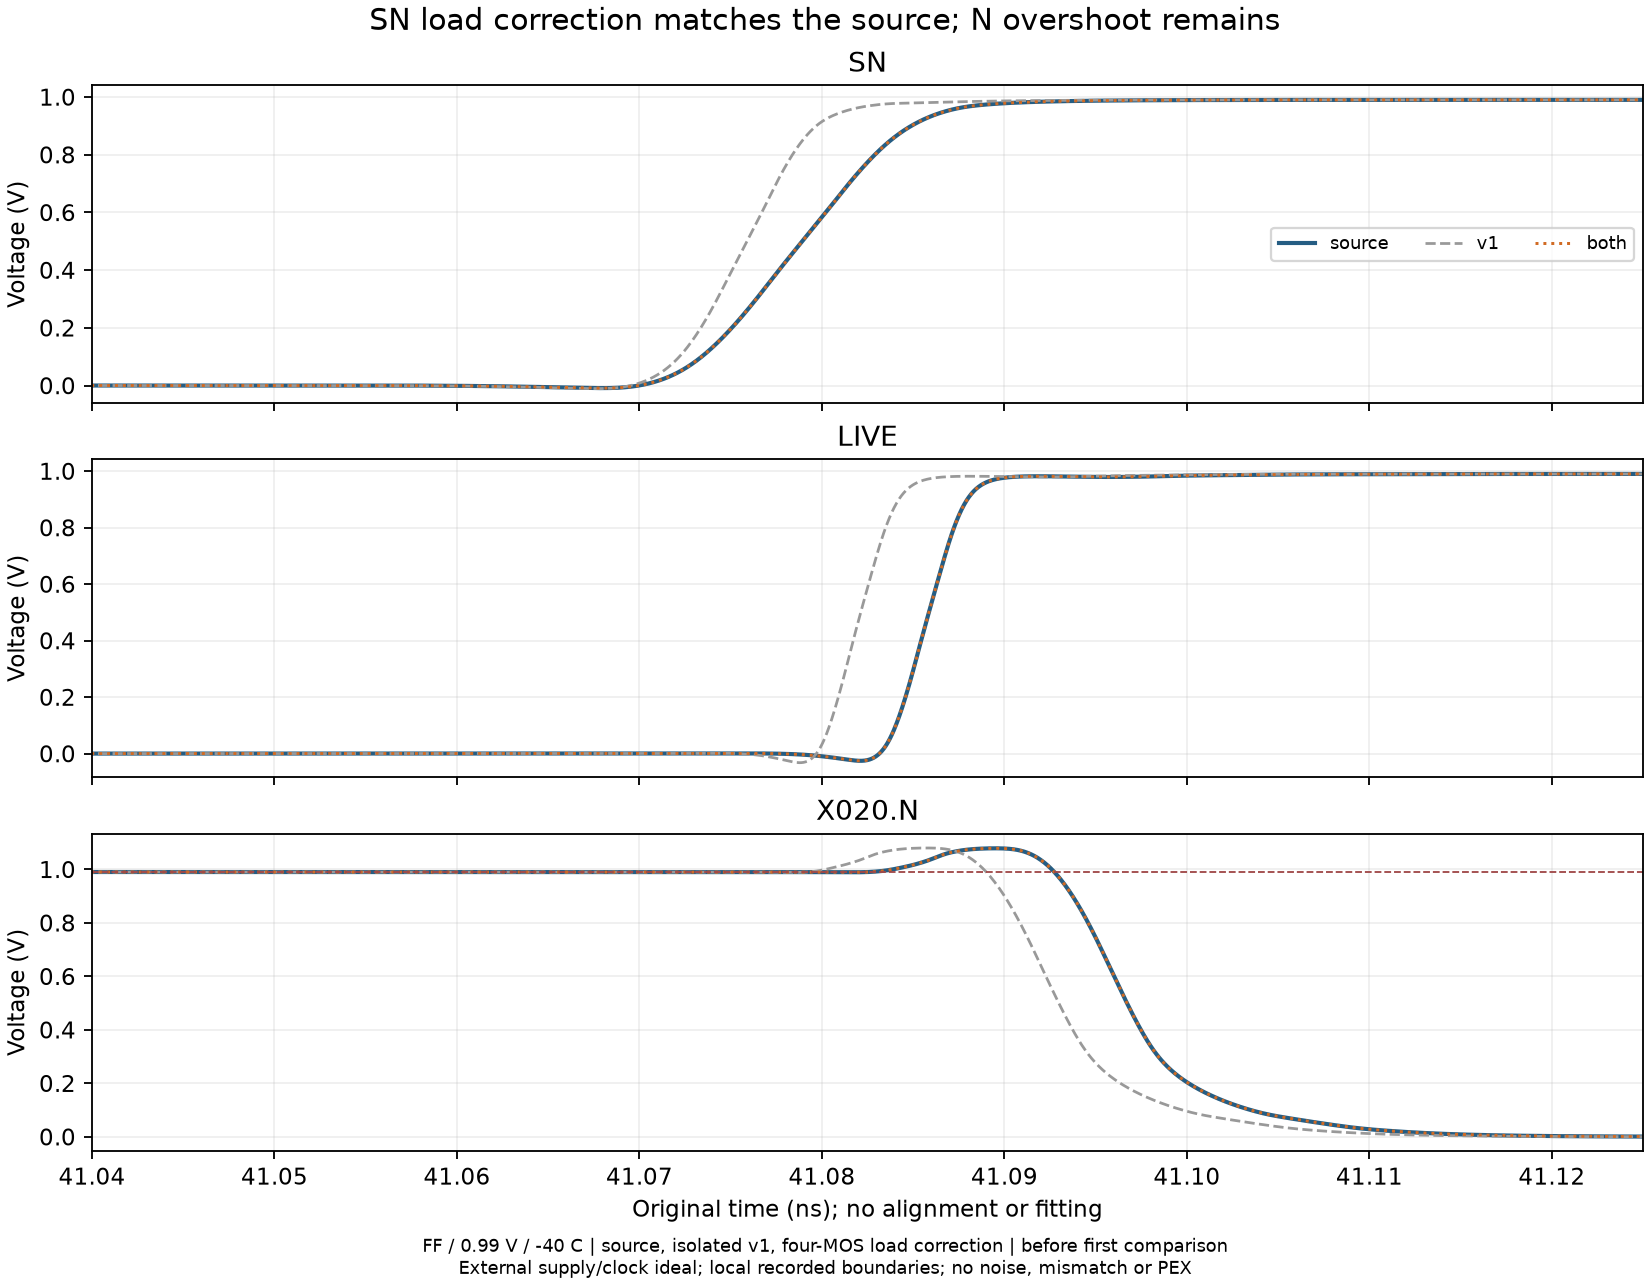 SN load correction matches the source; N overshoot remains
SN
1.0
0.8
0.6
0.4
0.2
0.0
Voltage (V)
source v1 both
LIVE
1.0
0.8
0.6
0.4
0.2
0.0
Voltage (V)
X020.N
1.0
0.8
0.6
0.4
0.2
0.0
Voltage (V)
41.04 41.05 41.06 41.07 41.08 41.09 41.10 41.11 41.12
Original time (ns); no alignment or fitting
FF / 0.99 V / -40 C | source, isolated v1, four-MOS load correction | before first comparison
External supply/clock ideal; local recorded boundaries; no noise, mismatch or PEX